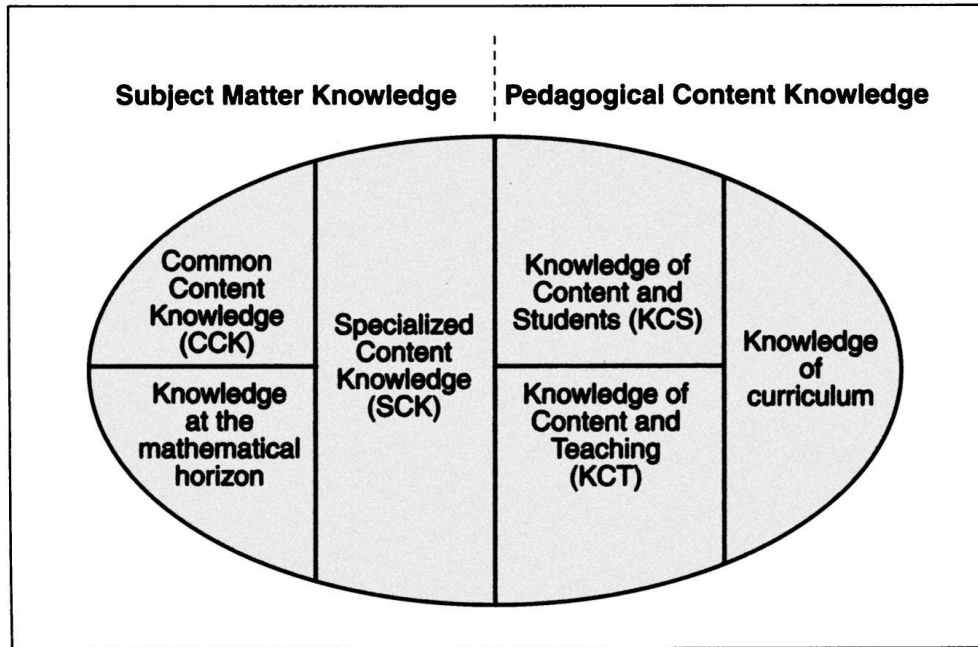 Subject Matter Knowledge
Pedagogical Content Knowledge
Common
Content
Knowledge
(CCK)
Knowledge
at the
mathematical
horizon
Specialized
Content
Knowledge
(SCK)
Knowledge of
Content and
Students (KCS)
Knowledge of
Content and
Teaching
(KCT)
Knowledge
of
curriculum